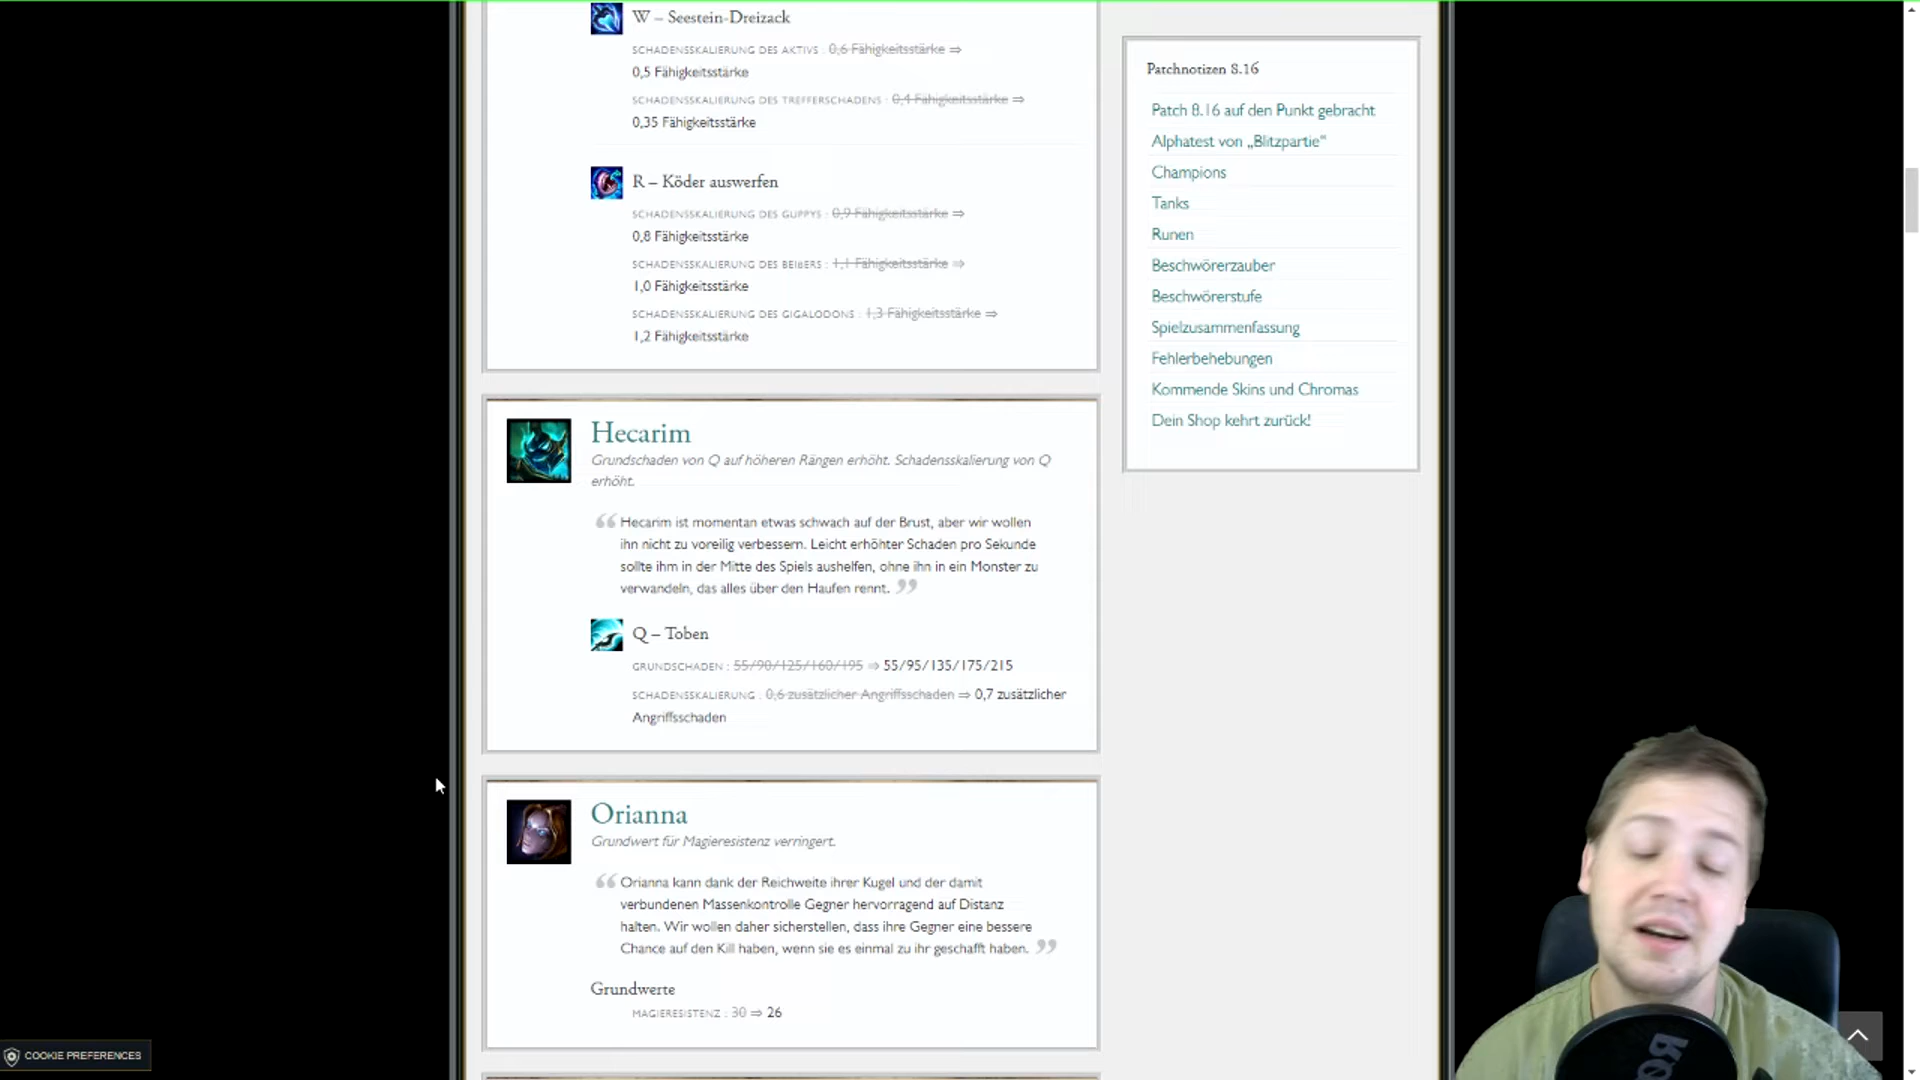 W – Seestein-Dreizack
SCHADENSSKALIERUNG DES AKTIVS : 0,6 Fähigkeitsstärke ⇒
0,5 Fähigkeitsstärke
SCHADENSSKALIERUNG DES TREFFERSCHADENS : 0,4 Fähigkeitsstärke ⇒
0,35 Fähigkeitsstärke
R – Köder auswerfen
SCHADENSSKALIERUNG DES GUPPYS : 0,9 Fähigkeitsstärke ⇒
0,8 Fähigkeitsstärke
SCHADENSSKALIERUNG DES BEIẞERS : 1,1 Fähigkeitsstärke ⇒
1,0 Fähigkeitsstärke
SCHADENSSKALIERUNG DES GIGALODONS : 1,3 Fähigkeitsstärke ⇒
1,2 Fähigkeitsstärke
Hecarim
Grundschaden von Q auf höheren Rängen erhöht. Schadensskalierung von Q
erhöht.
“ Hecarim ist momentan etwas schwach auf der Brust, aber wir wollen
ihn nicht zu voreilig verbessern. Leicht erhöhter Schaden pro Sekunde
sollte ihm in der Mitte des Spiels aushelfen, ohne ihn in ein Monster zu
verwandeln, das alles über den Haufen rennt. ”
Q – Toben
GRUNDSCHADEN : 55/90/125/160/195 ⇒ 55/95/135/175/215
SCHADENSSKALIERUNG : 0,6 zusätzlicher Angriffsschaden ⇒ 0,7 zusätzlicher
Angriffsschaden
Orianna
Grundwert für Magieresistenz verringert.
“ Orianna kann dank der Reichweite ihrer Kugel und der damit
verbundenen Massenkontrolle Gegner hervorragend auf Distanz
halten. Wir wollen daher sicherstellen, dass ihre Gegner eine bessere
Chance auf den Kill haben, wenn sie es einmal zu ihr geschafft haben. ”
Grundwerte
MAGIERESISTENZ : 30 ⇒ 26
Patchnotizen 8.16
Patch 8.16 auf den Punkt gebracht
Alphatest von „Blitzpartie“
Champions
Tanks
Runen
Beschwörerzauber
Beschwörerstufe
Spielzusammenfassung
Fehlerbehebungen
Kommende Skins und Chromas
Dein Shop kehrt zurück!
COOKIE PREFERENCES